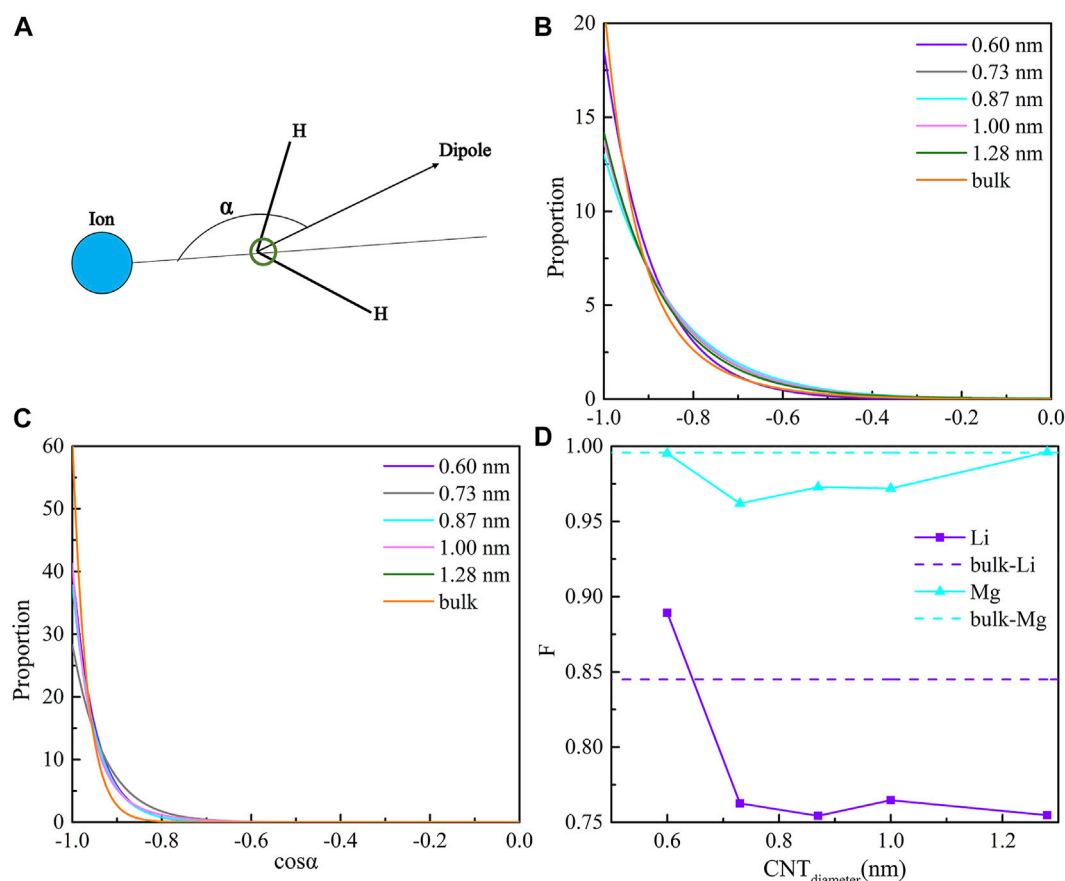 A
Ion
α
H
H
Dipole
B
Proportion
20
15
10
5
0
-1.0 -0.8 -0.6 -0.4 -0.2 0.0
0.60 nm
0.73 nm
0.87 nm
1.00 nm
1.28 nm
bulk
C
Proportion
60
50
40
30
20
10
0
-1.0 -0.8 -0.6 -0.4 -0.2 0.0
cosα
0.60 nm
0.73 nm
0.87 nm
1.00 nm
1.28 nm
bulk
D
F
1.00
0.95
0.90
0.85
0.80
0.75
0.6 0.8 1.0 1.2
CNTdiameter(nm)
Li
bulk-Li
Mg
bulk-Mg